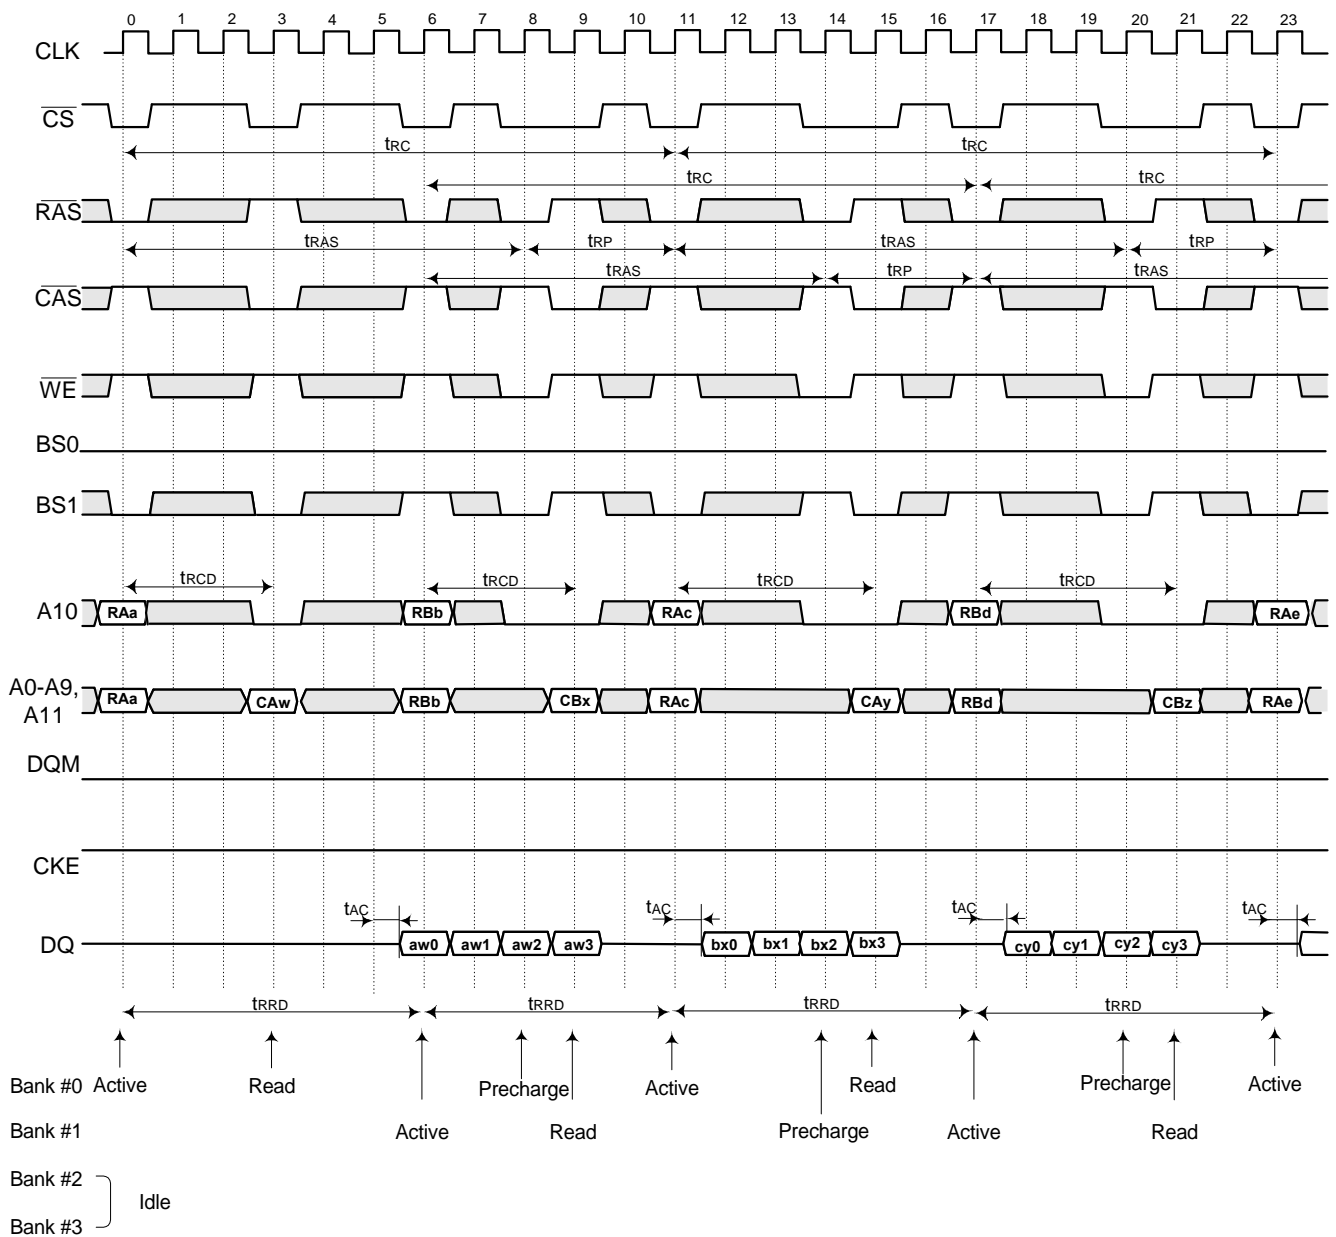 0 1 2 3 4 5 6 7 8 9 10 11 12 13 14 15 16 17 18 19 20 21 22 23
CLK
CS
tRC tRC
tRC tRC
RAS
tRAS tRP tRAS tRP
tRAS tRP tRAS
CAS
WE
BS0
BS1
tRCD tRCD tRCD tRCD
A10 RAa RBb RAc RBd RAe
A0-A9,
A11
RAa CAw RBb CBx RAc CAy RBd CBz RAe
DQM
CKE
tAC tAC tAC tAC
DQ aw0 aw1 aw2 aw3 bx0 bx1 bx2 bx3 cy0 cy1 cy2 cy3
tRRD tRRD tRRD tRRD
Bank #0 Active Read Precharge Active Read Precharge Active
Bank #1 Active Read Precharge Active Read
Bank #2
Idle
Bank #3